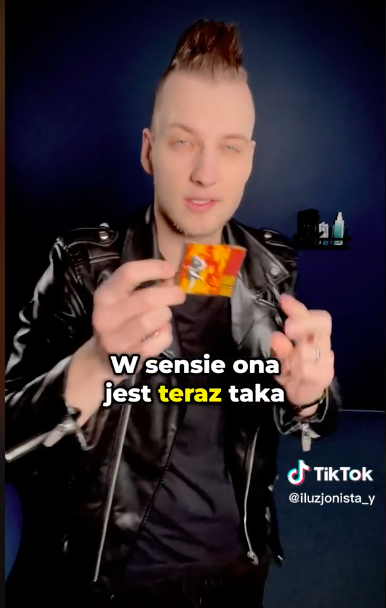 W sensie ona
jest teraz taka
TikTok
@iluzjonista_y